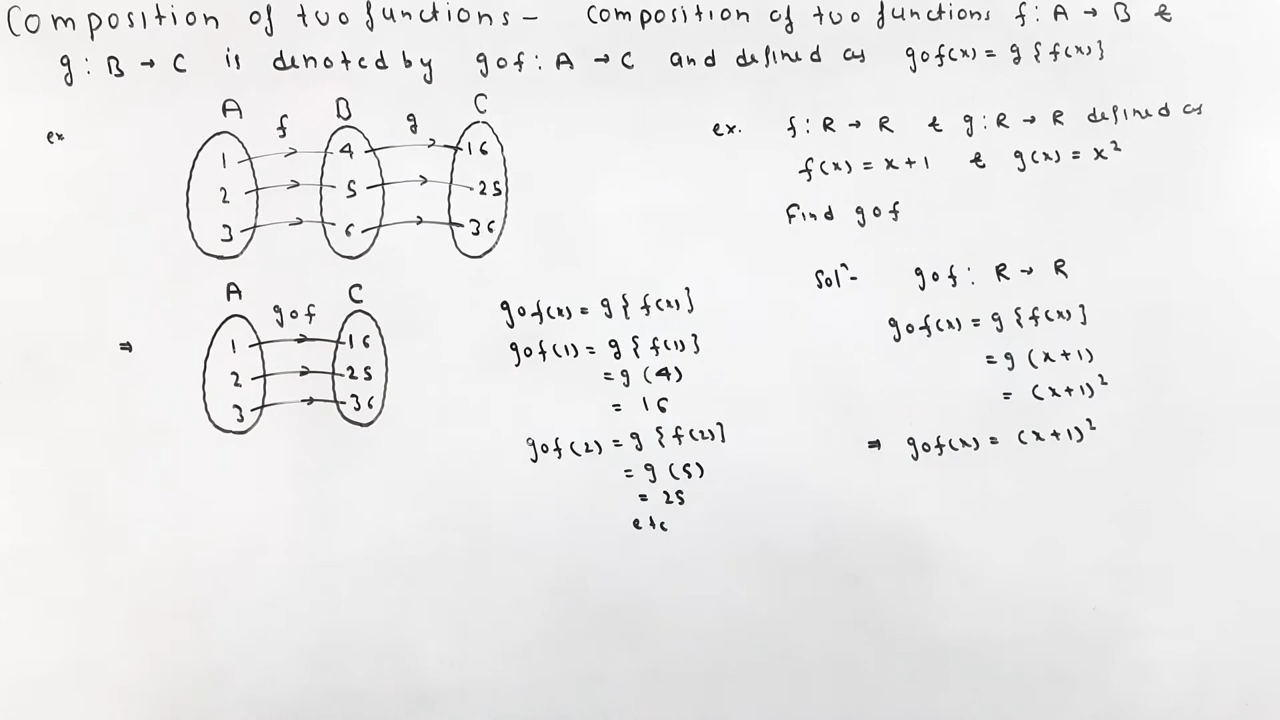 Composition of two functions - Composition of two functions f: A → B &
g: B → C is denoted by gof: A → C and defined as gof(x) = g{f(x)}
ex
A f B g C
1 4 16
2 5 25
3 6 36
⇒
A gof C
1 16
2 25
3 36
gof(x) = g{f(x)}
gof(1) = g{f(1)}
= g(4)
= 16
gof(2) = g{f(2)}
= g(5)
= 25
etc
ex. f: R → R & g: R → R defined as
f(x) = x+1 & g(x) = x²
Find gof
Solⁿ- gof: R → R
gof(x) = g{f(x)}
= g(x+1)
= (x+1)²
⇒ gof(x) = (x+1)²